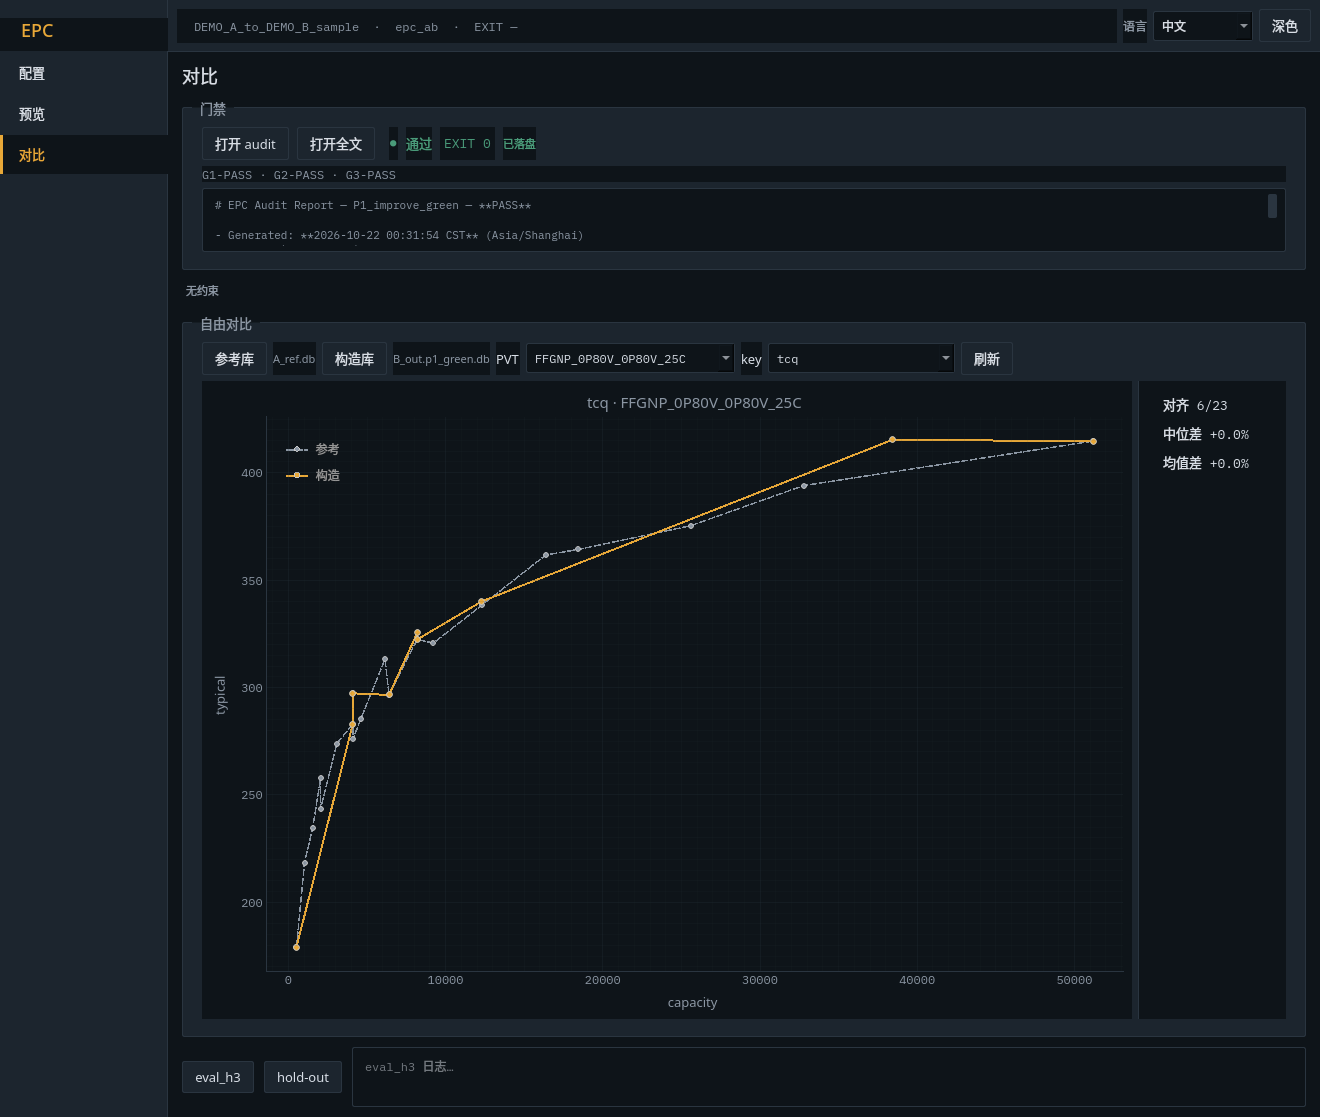 EPC
DEMO_A_to_DEMO_B_sample · epc_ab · EXIT —
语言
中文
深色
配置
预览
对比
对比
门禁
打开 audit
打开全文
● 通过
EXIT 0
已落盘
G1-PASS · G2-PASS · G3-PASS
# EPC Audit Report — P1_improve_green — **PASS**
- Generated: **2026-10-22 00:31:54 CST** (Asia/Shanghai)
无约束
自由对比
参考库
A_ref.db
构造库
B_out.p1_green.db
PVT
FFGNP_0P80V_0P80V_25C
key
tcq
刷新
tcq · FFGNP_0P80V_0P80V_25C
参考
构造
400
350
300
250
200
typical
0
10000
20000
30000
40000
50000
capacity
对齐 6/23
中位差 +0.0%
均值差 +0.0%
eval_h3
hold-out
eval_h3 日志…